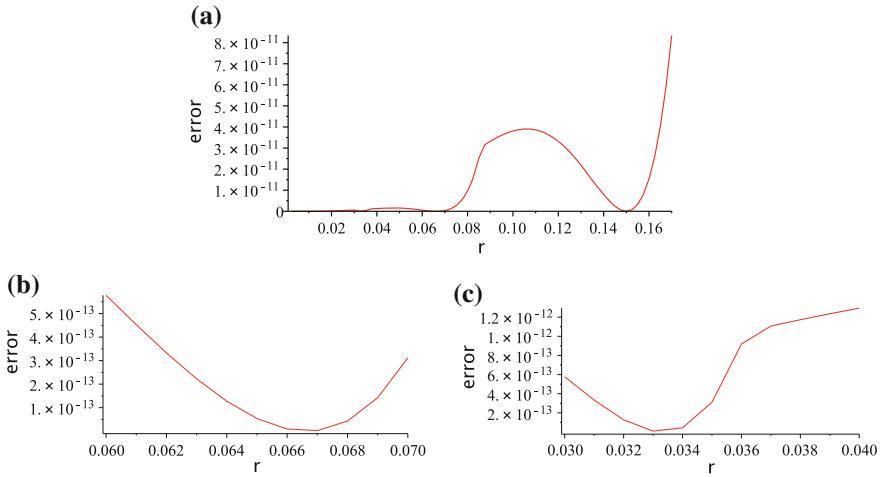 (a)
8. × 10⁻¹¹
7. × 10⁻¹¹
6. × 10⁻¹¹
5. × 10⁻¹¹
4. × 10⁻¹¹
3. × 10⁻¹¹
2. × 10⁻¹¹
1. × 10⁻¹¹
0
error
0.02 0.04 0.06 0.08 0.10 0.12 0.14 0.16
r
(b)
5. × 10⁻¹³
4. × 10⁻¹³
3. × 10⁻¹³
2. × 10⁻¹³
1. × 10⁻¹³
error
0.060 0.062 0.064 0.066 0.068 0.070
r
(c)
1.2 × 10⁻¹²
1. × 10⁻¹²
8. × 10⁻¹³
6. × 10⁻¹³
4. × 10⁻¹³
2. × 10⁻¹³
error
0.030 0.032 0.034 0.036 0.038 0.040
r